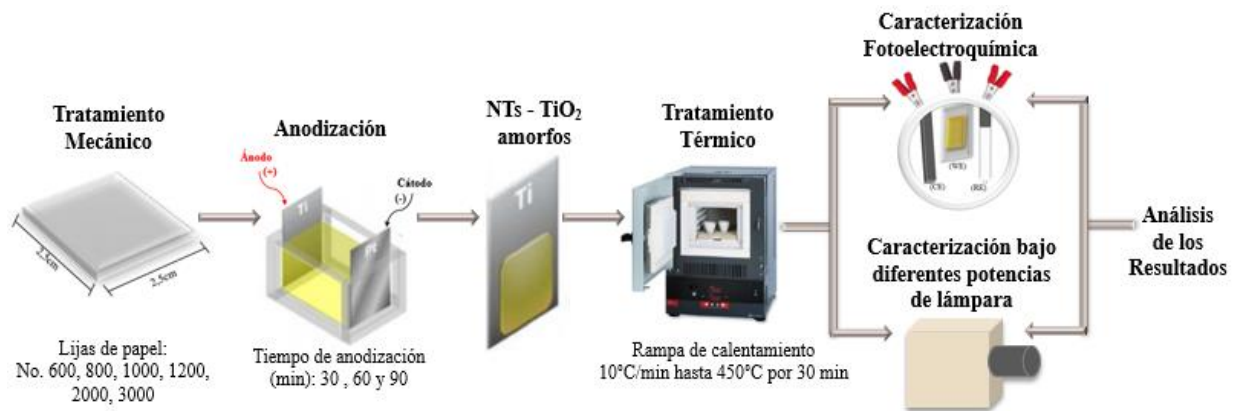 Tratamiento
Mecánico
2,5cm
2,5cm
Lijas de papel:
No. 600, 800, 1000, 1200,
2000, 3000
Anodización
Ánodo
(+)
Cátodo
(-)
Ti
Pt
Tiempo de anodización
(min): 30 , 60 y 90
NTs - TiO₂
amorfos
Ti
Tratamiento
Térmico
Rampa de calentamiento
10°C/min hasta 450°C por 30 min
Caracterización
Fotoelectroquímica
(WE)
(CE)
(RE)
Caracterización bajo
diferentes potencias
de lámpara
Análisis
de los
Resultados